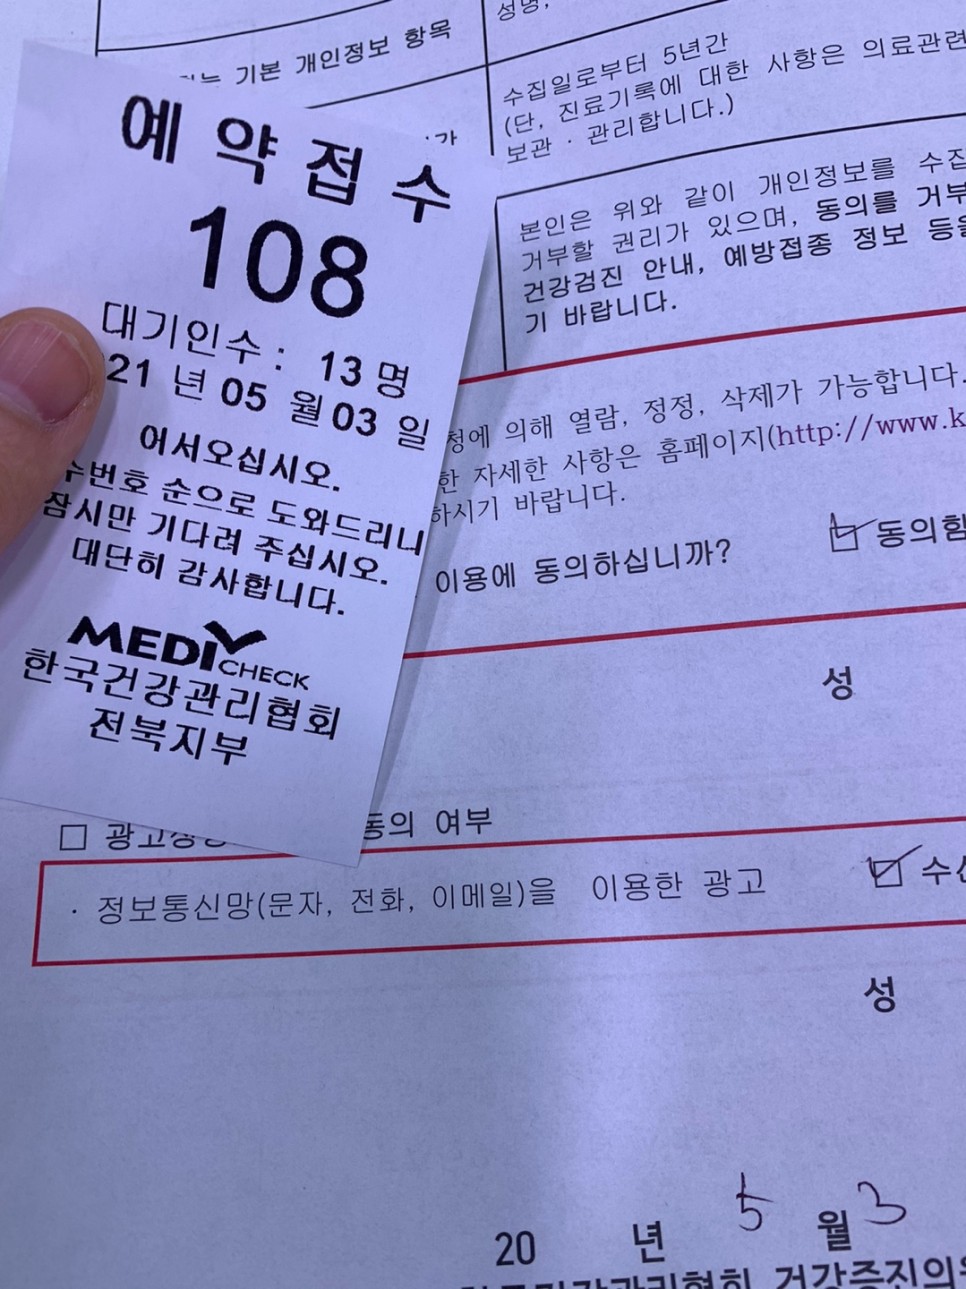 예약접수
108
대기인수 : 13 명
21 년 05 월 03 일
어서오십시오.
번호 순으로 도와드리니
잠시만 기다려 주십시오.
대단히 감사합니다.
MEDI CHECK
한국건강관리협회
전북지부
성명,
기본 개인정보 항목
수집일로부터 5년간
(단, 진료기록에 대한 사항은 의료관련
보관 · 관리합니다.)
본인은 위와 같이 개인정보를 수집
거부할 권리가 있으며, 동의를 거부
건강검진 안내, 예방접종 정보 등을
기 바랍니다.
의해 열람, 정정, 삭제가 가능합니다.
한 자세한 사항은 홈페이지(http://www.k
하시기 바랍니다.
이용에 동의하십니까? 동의함
성
□ 동의 여부
· 정보통신망(문자, 전화, 이메일)을 이용한 광고
성
20 년 5 월 3
건강증진의원